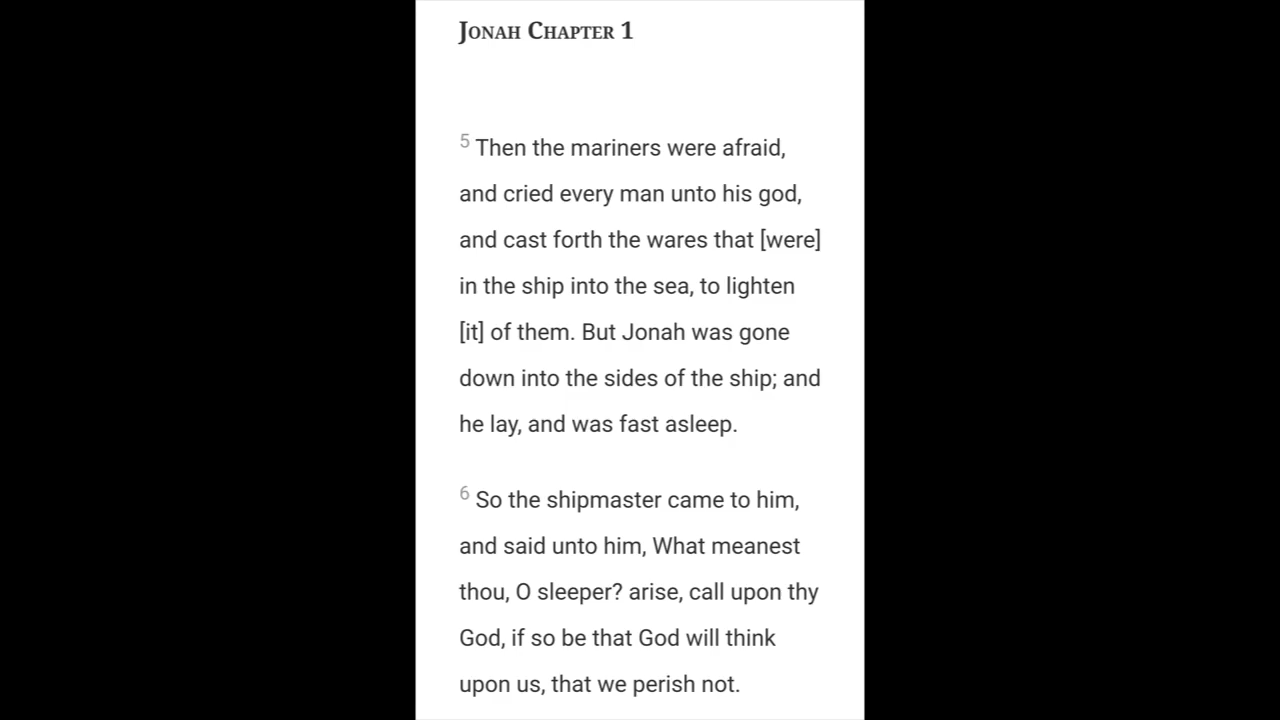 Jonah Chapter 1
5 Then the mariners were afraid,
and cried every man unto his god,
and cast forth the wares that [were]
in the ship into the sea, to lighten
[it] of them. But Jonah was gone
down into the sides of the ship; and
he lay, and was fast asleep.
6 So the shipmaster came to him,
and said unto him, What meanest
thou, O sleeper? arise, call upon thy
God, if so be that God will think
upon us, that we perish not.